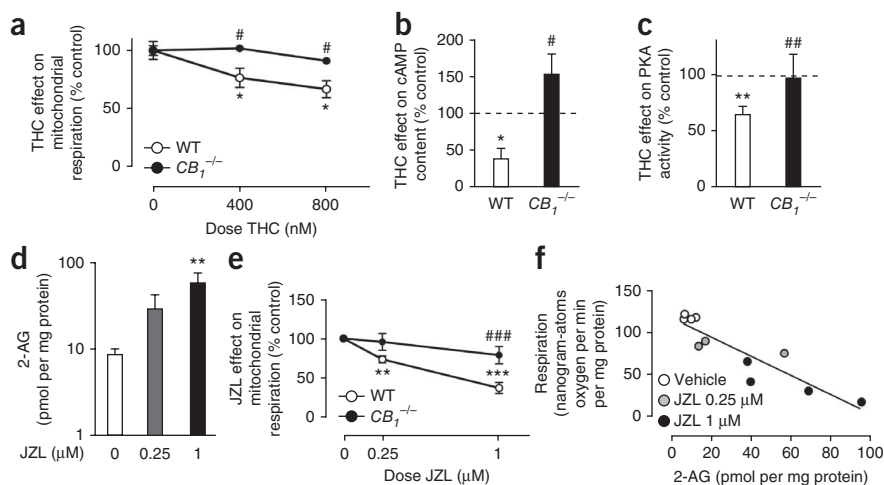 a
THC effect on
mitochondrial
respiration (% control)
100
50
0
#
#
*
*
WT
CB₁⁻/⁻
0
400
800
Dose THC (nM)
b
THC effect on cAMP
content (% control)
200
150
100
50
0
#
*
WT
CB₁⁻/⁻
c
THC effect on PKA
activity (% control)
100
50
0
##
**
WT
CB₁⁻/⁻
d
2-AG
(pmol per mg protein)
100
10
1
**
JZL (μM)
0
0.25
1
e
JZL effect on
mitochondrial
respiration (% control)
100
50
0
###
**
***
WT
CB₁⁻/⁻
0
0.25
1
Dose JZL (μM)
f
Respiration
(nanogram-atoms
oxygen per min
per mg protein)
150
100
50
0
Vehicle
JZL 0.25 μM
JZL 1 μM
0
20
40
60
80
100
2-AG (pmol per mg protein)